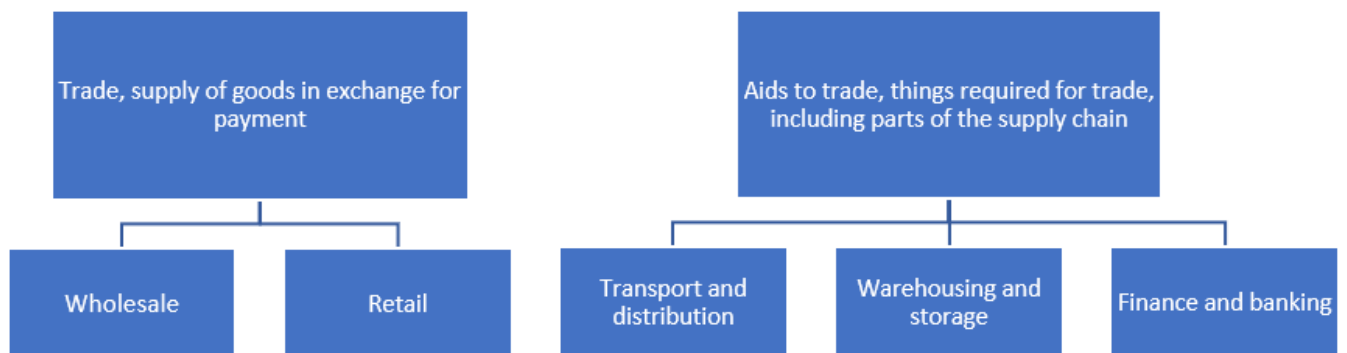 Trade, supply of goods in exchange for
payment
Aids to trade, things required for trade,
including parts of the supply chain
Wholesale
Retail
Transport and
distribution
Warehousing and
storage
Finance and banking